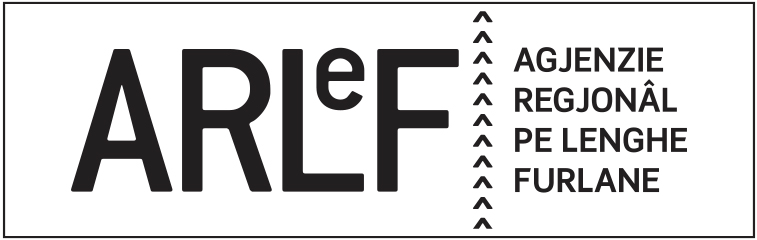 ARLeF
AGJENZIE
REGJONÂL
PE LENGHE
FURLANE